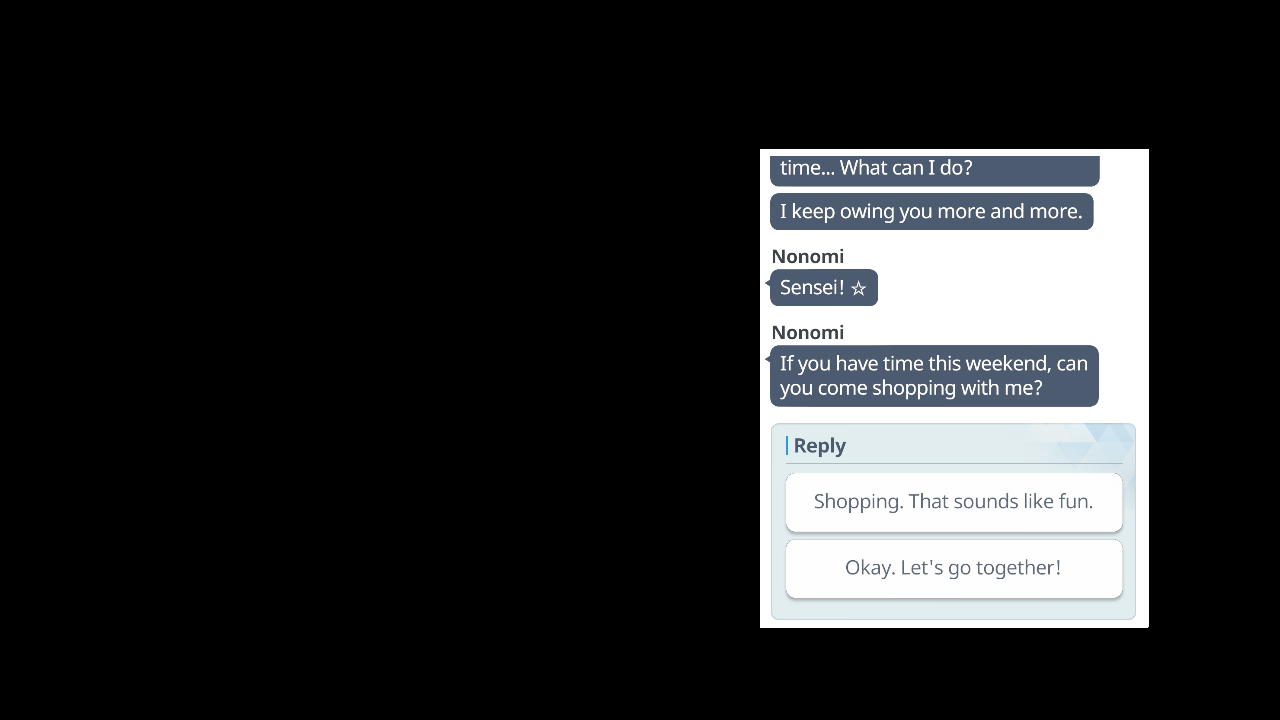 time... What can I do?
I keep owing you more and more.
Nonomi
Sensei! ☆
Nonomi
If you have time this weekend, can
you come shopping with me?
Reply
Shopping. That sounds like fun.
Okay. Let's go together!